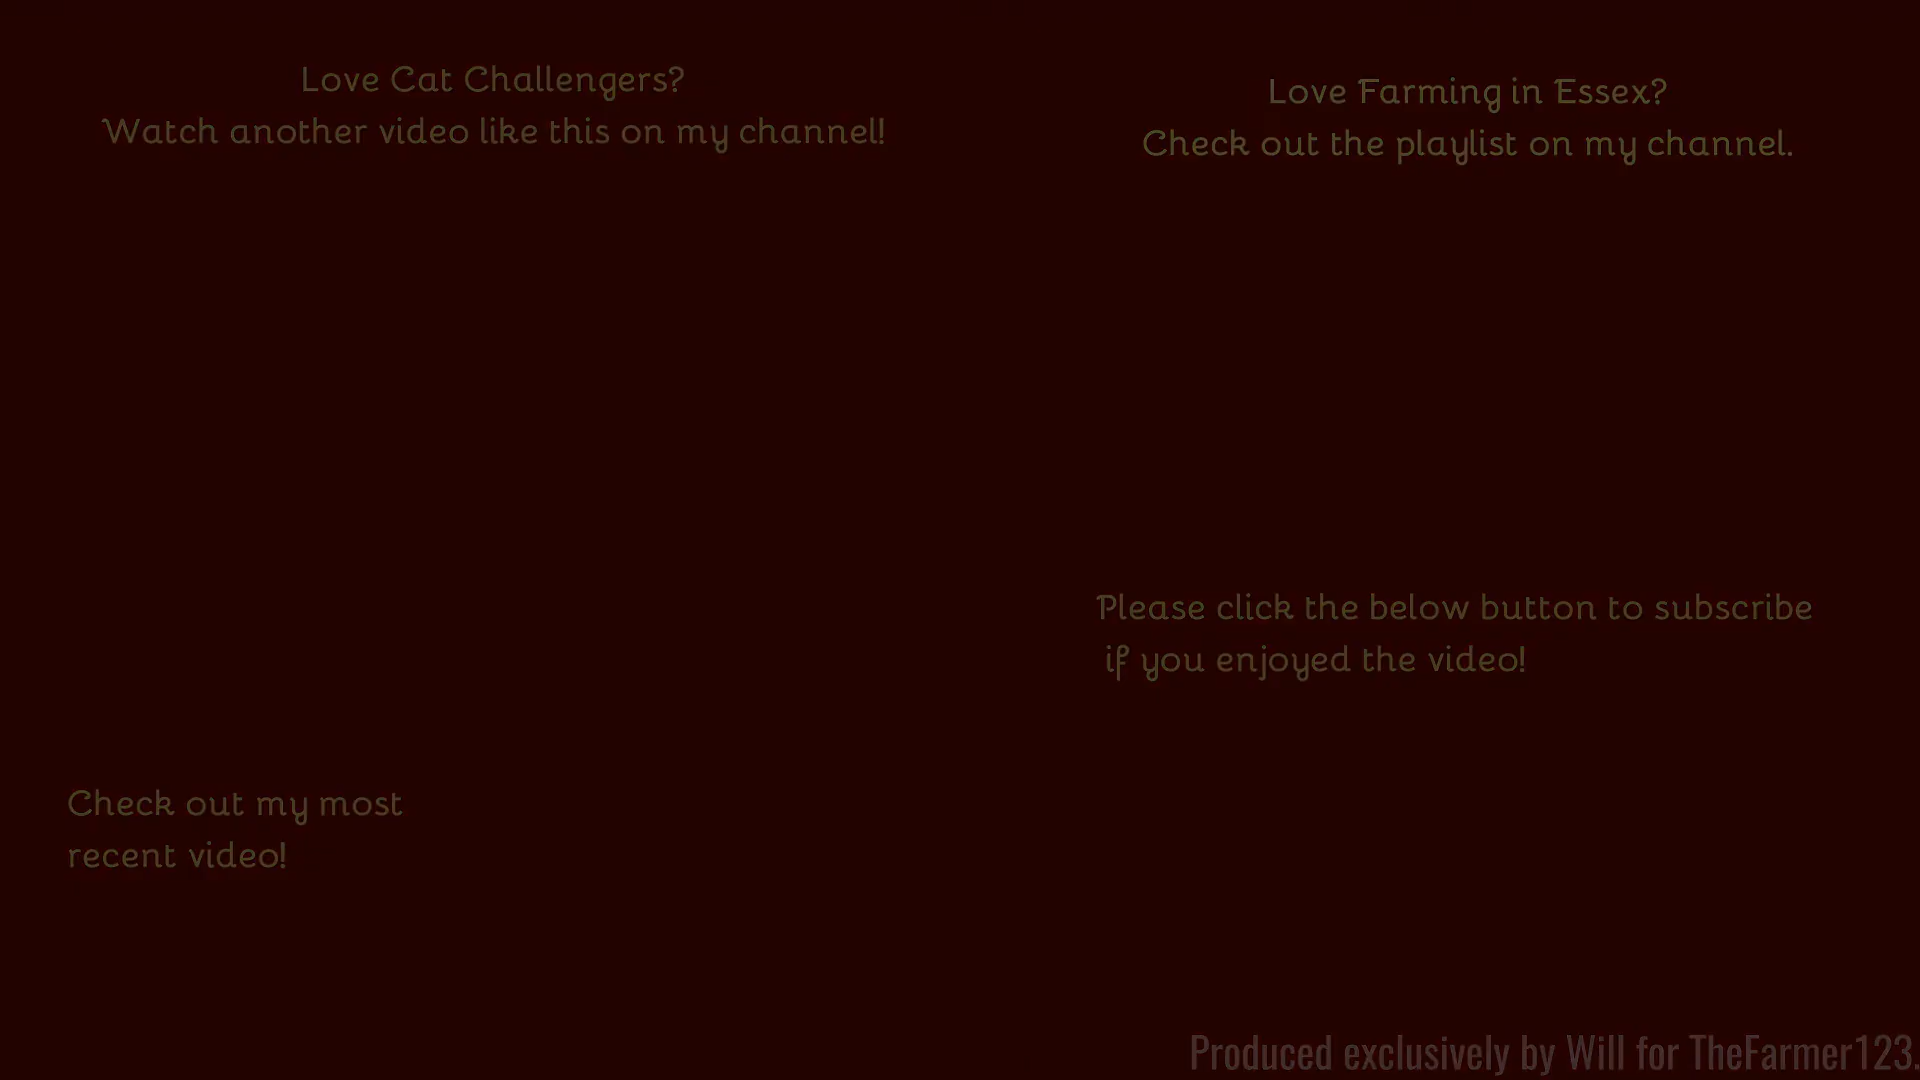 Love Cat Challengers?
Watch another video like this on my channel!
Love Farming in Essex?
Check out the playlist on my channel.
Please click the below button to subscribe
if you enjoyed the video!
Check out my most
recent video!
Produced exclusively by Will for TheFarmer123.